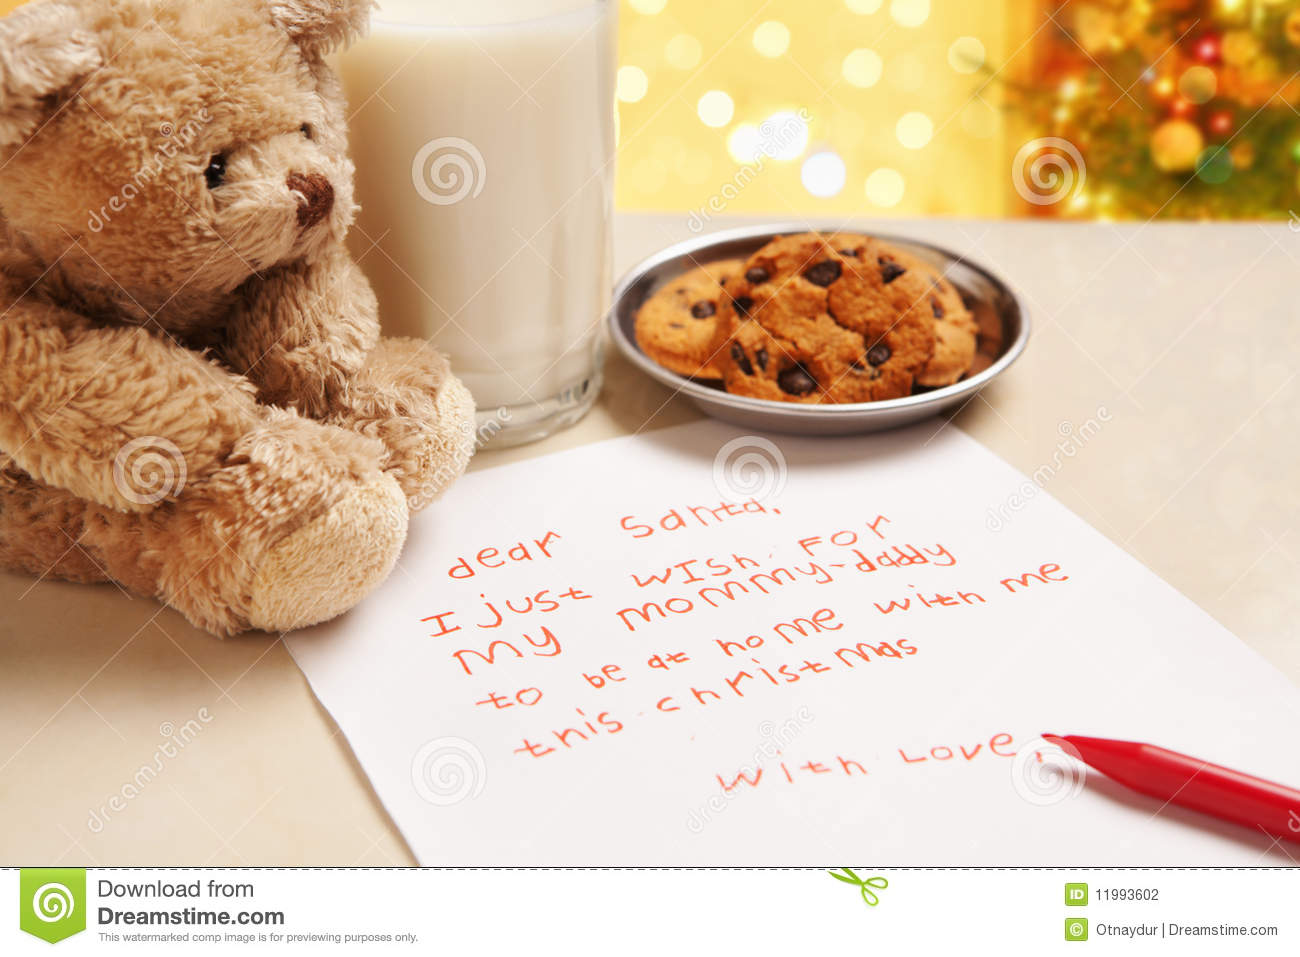 dear santa,
I just wish for
my mommy-daddy
to be at home with me
this christmas
with love,
Download from
Dreamstime.com
This watermarked comp image is for previewing purposes only.
ID 11993602
© Otnaydur | Dreamstime.com